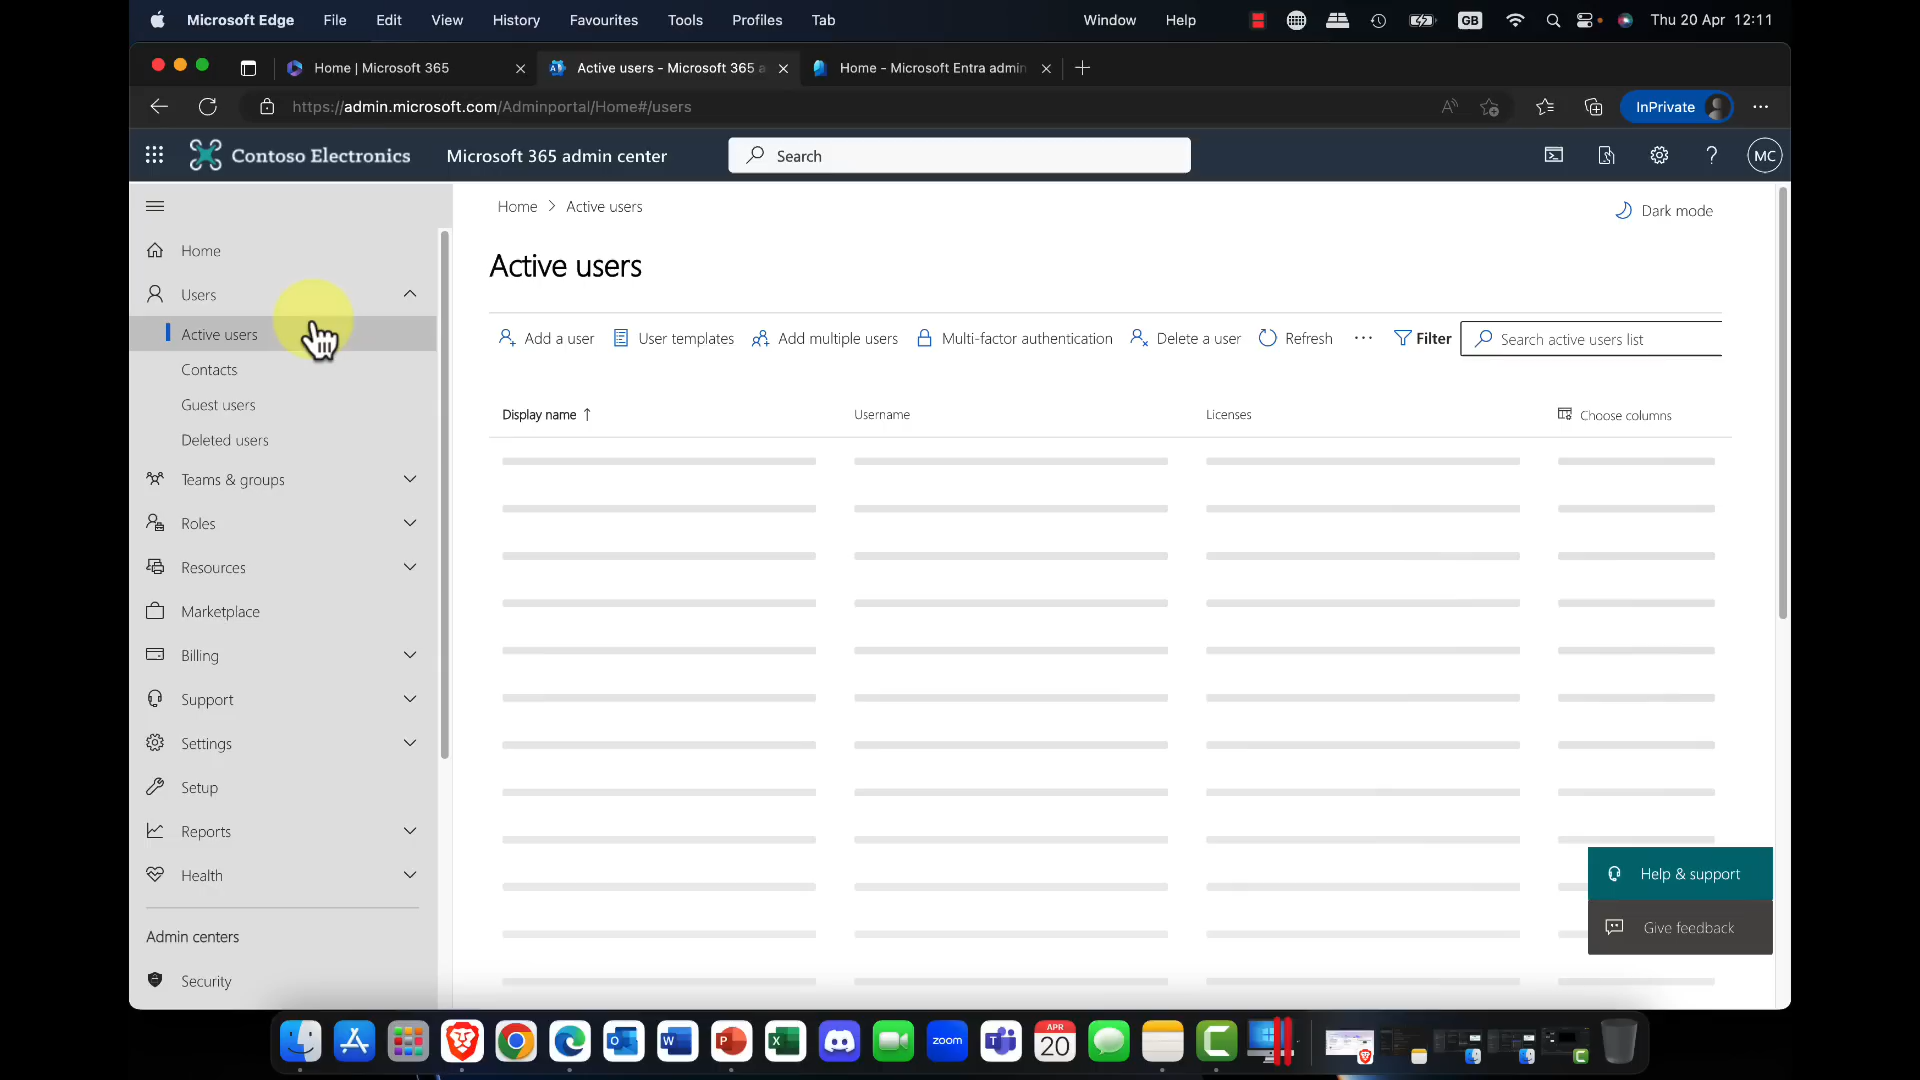 Microsoft Edge File Edit View History Favourites Tools Profiles Tab Window Help GB Thu 20 Apr 12:11
Home | Microsoft 365
Active users - Microsoft 365 a
Home - Microsoft Entra admin
https://admin.microsoft.com/Adminportal/Home#/users
InPrivate
Contoso Electronics
Microsoft 365 admin center
Search
MC
Home
Users
Active users
Contacts
Guest users
Deleted users
Teams & groups
Roles
Resources
Marketplace
Billing
Support
Settings
Setup
Reports
Health
Admin centers
Security
Home > Active users
Dark mode
Active users
Add a user User templates Add multiple users Multi-factor authentication Delete a user Refresh Filter Search active users list
Display name ↑ Username Licenses Choose columns
Help & support
Give feedback
zoom
APR
20